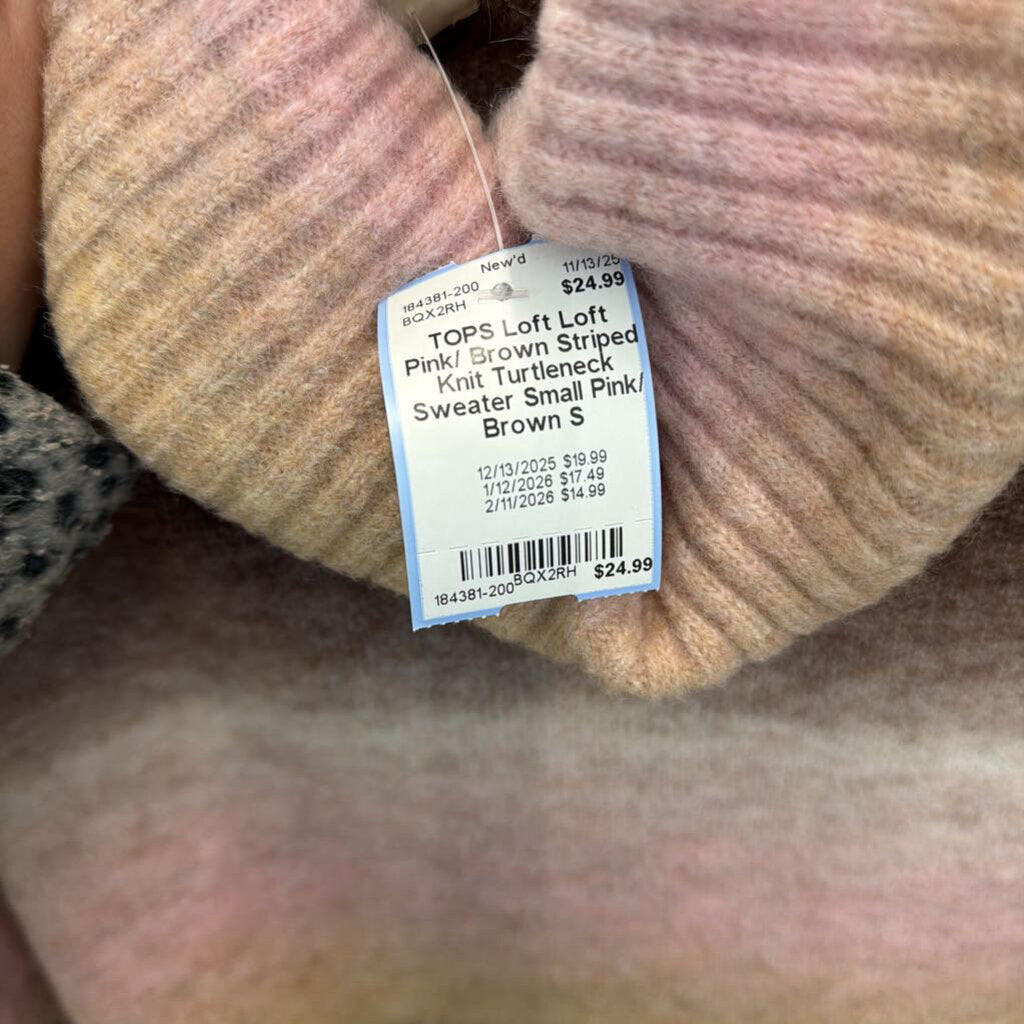 New'd 11/13/25
184381-200 $24.99
BQX2RH
TOPS Loft Loft
Pink/ Brown Striped
Knit Turtleneck
Sweater Small Pink/
Brown S
12/13/2025 $19.99
1/12/2026 $17.49
2/11/2026 $14.99
184381-200 BQX2RH $24.99